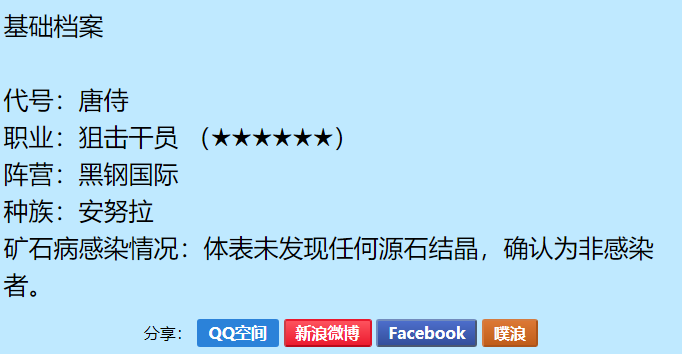 基础档案
代号：唐侍
职业：狙击干员 （★★★★★★）
阵营：黑钢国际
种族：安努拉
矿石病感染情况：体表未发现任何源石结晶，确认为非感染
者。
分享： QQ空间 新浪微博 Facebook 噗浪